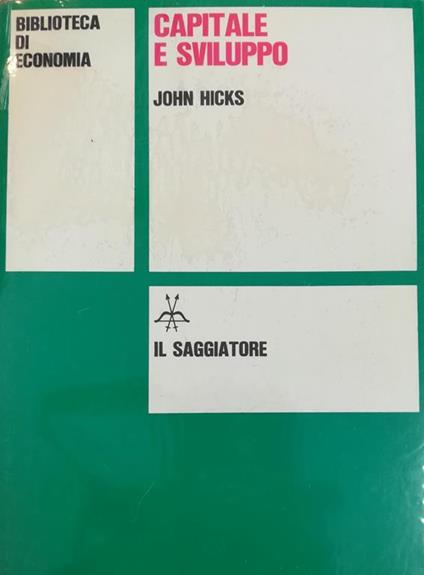 BIBLIOTECA
DI
ECONOMIA
CAPITALE
E SVILUPPO
JOHN HICKS
IL SAGGIATORE